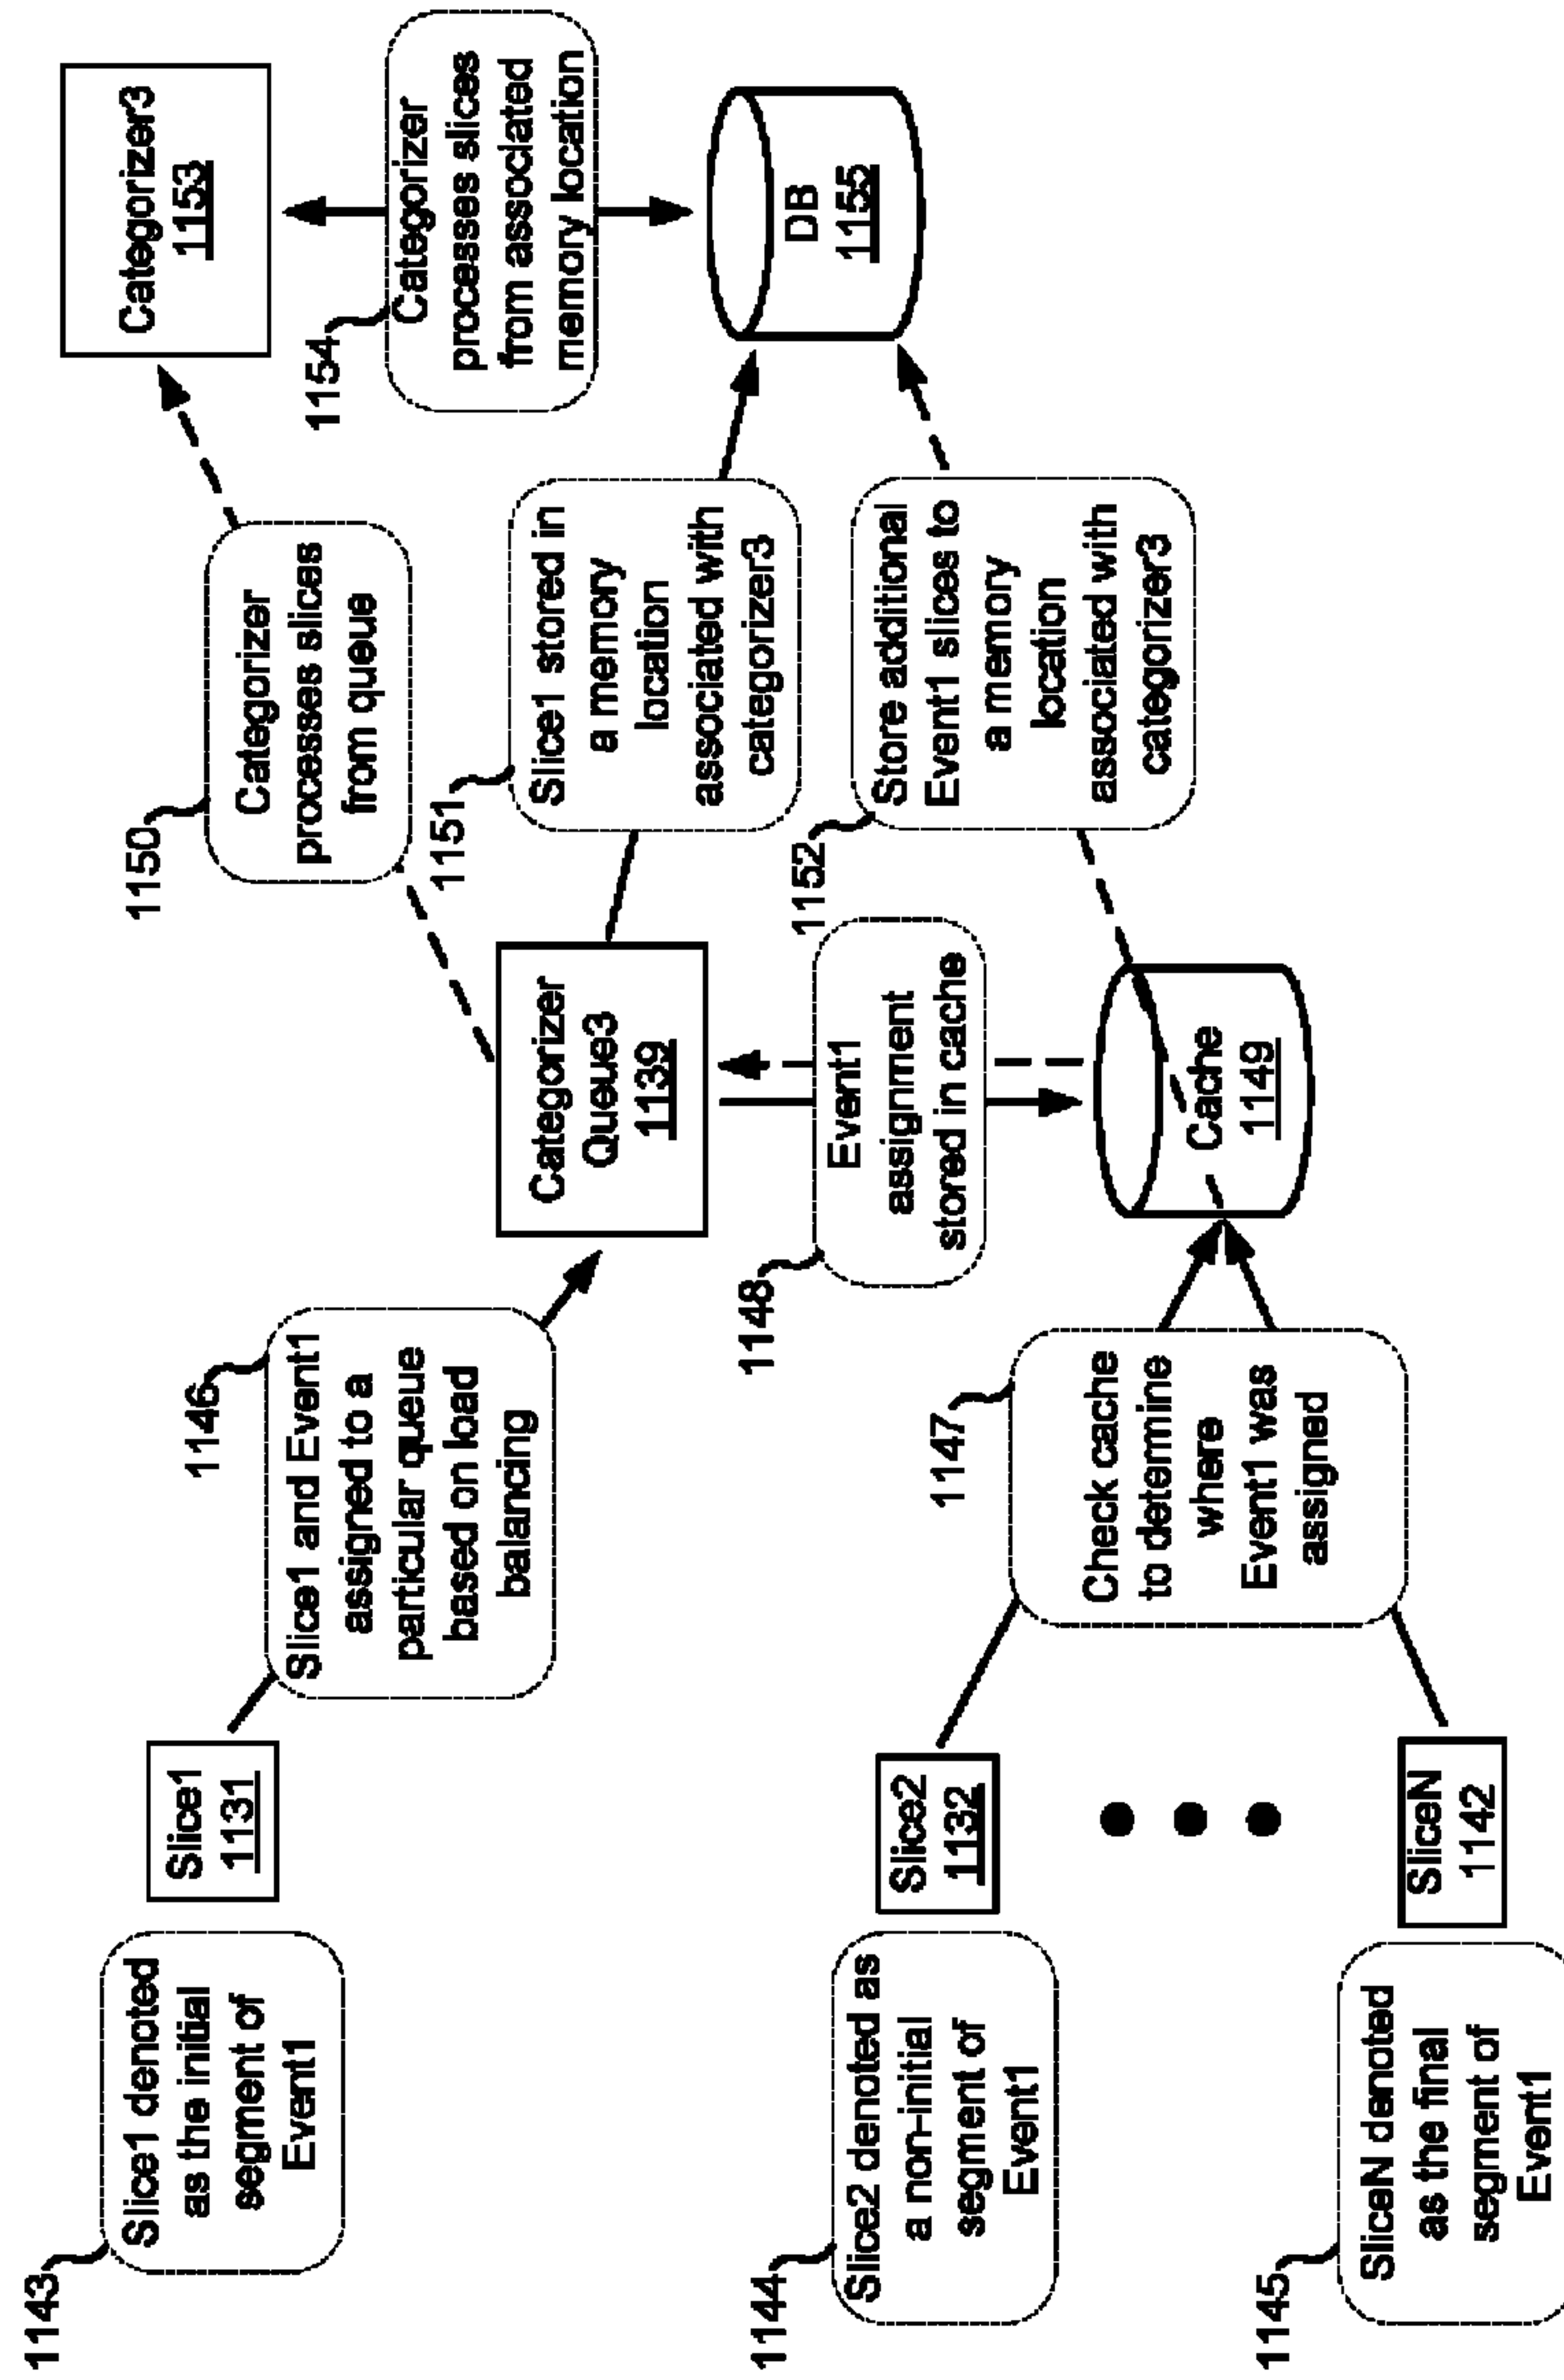 1143
Slice1 denoted
as the initial
segment of
Event1
Slice1
1131
1146
Slice1 and Event1
assigned to a
particular queue
based on load
balancing
Categorizer
Queue3
1139
1150
Categorizer
processes slices
from queue
Categorizer3
1153
1154
Categorizer
processes slices
from associated
memory location
1151
Slice1 stored in
a memory
location
associated with
categorizer3
DB
1155
1148
Event1
assignment
stored in cache
1152
Store additional
Event1 slices to
a memory
location
associated with
categorizer3
1144
Slice2 denoted as
a non-initial
segment of
Event1
Slice2
1132
1147
Check cache
to determine
where
Event1 was
assigned
Cache
1149
1145
SliceN denoted
as the final
segment of
Event1
SliceN
1142